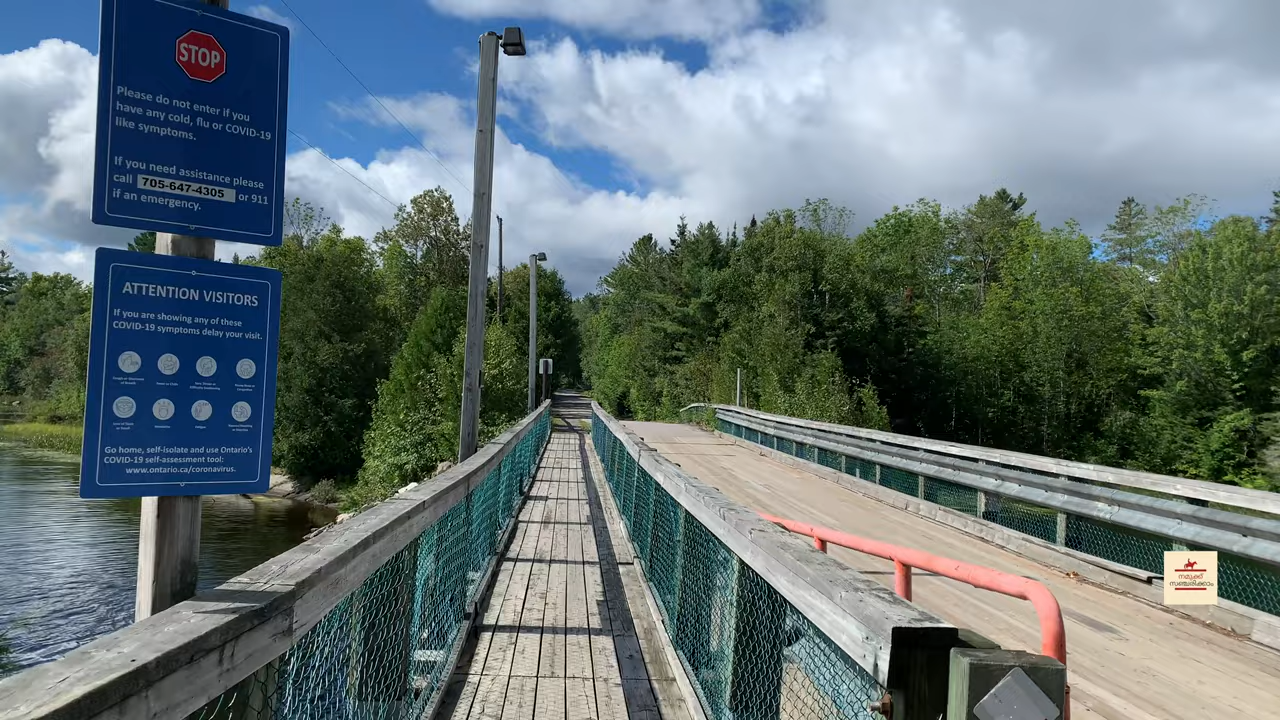 STOP
Please do not enter if you
have any cold, flu or COVID-19
like symptoms.
If you need assistance please
call 705-647-4305 or 911
if an emergency.
ATTENTION VISITORS
If you are showing any of these
COVID-19 symptoms delay your visit.
Go home, self-isolate and use Ontario's
COVID-19 self-assessment tool:
www.ontario.ca/coronavirus.
നമുക്ക്
സഞ്ചരിക്കാം